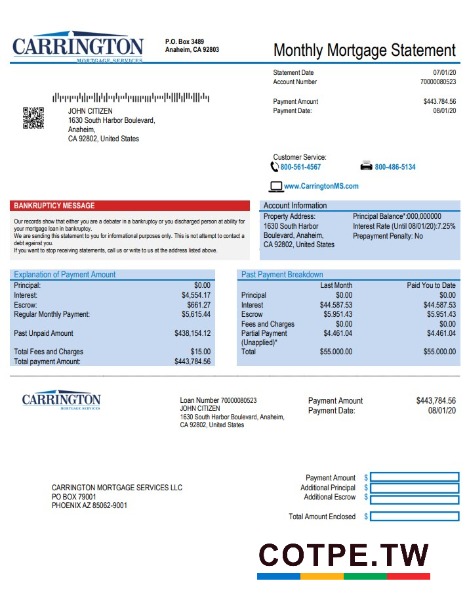 CARRINGTON
MORTGAGE SERVICES
P.O. Box 3489
Anaheim, CA 92803
Monthly Mortgage Statement
Statement Date 07/01/20
Account Number 70000080523
Payment Amount $443,784.56
Payment Date: 08/01/20
JOHN CITIZEN
1630 South Harbor Boulevard,
Anaheim,
CA 92802, United States
Customer Service:
800-561-4567 800-486-5134
www.CarringtonMS.com
BANKRUPTCY MESSAGE
Our records show that either you are a debater in a bankruptcy or you discharged person at ability for
your mortgage loan in bankruptcy.
We are sending this statement to you for informational purposes only. This is not attempt to contact a
debt against you.
If you want to stop receiving statements, call us or write to us at the address listed above.
Account Information
Property Address:
1630 South Harbor
Boulevard, Anaheim,
CA 92802, United States
Principal Balance*:000,000000
Interest Rate (Until 08/01/20):7.25%
Prepayment Penalty: No
Explanation of Payment Amount
Principal: $0.00
Interest: $4,554.17
Escrow: $661.27
Regular Monthly Payment: $5,615.44
Past Unpaid Amount $438,154.12
Total Fees and Charges $15.00
Total payment Amount: $443,784.56
Past Payment Breakdown
Last Month Paid You to Date
Principal $0.00 $0.00
Interest $44.587.53 $44.587.53
Escrow $5.951.43 $5.951.43
Fees and Charges $0.00 $0.00
Partial Payment $4.461.04 $4.461.04
(Unapplied)*
Total $55.000.00 $55.000.00
CARRINGTON
MORTGAGE SERVICES
Loan Number 70000080523
JOHN CITIZEN
1630 South Harbor Boulevard, Anaheim,
CA 92802, United States
Payment Amount $443,784.56
Payment Date: 08/01/20
CARRINGTON MORTGAGE SERVICES LLC
PO BOX 79001
PHOENIX AZ 85062-9001
Payment Amount $
Additional Principal $
Additional Escrow $
Total Amount Enclosed $
COTPE.TW